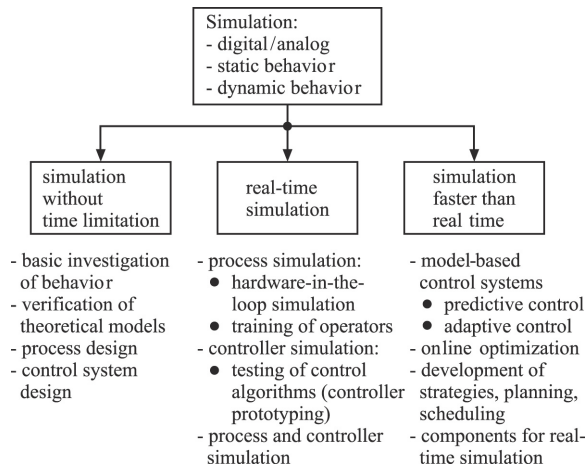 Simulation:
- digital/analog
- static behavior
- dynamic behavior
simulation
without
time limitation
real-time
simulation
simulation
faster than
real time
- basic investigation
of behavior
- verification of
theoretical models
- process design
- control system
design
- process simulation:
● hardware-in-the-
loop simulation
● training of operators
- controller simulation:
● testing of control
algorithms (controller
prototyping)
- process and controller
simulation
- model-based
control systems
● predictive control
● adaptive control
- online optimization
- development of
strategies, planning,
scheduling
- components for real-
time simulation